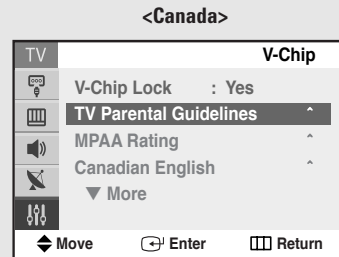 <Canada>
TV V-Chip
V-Chip Lock : Yes
TV Parental Guidelines
MPAA Rating
Canadian English
▼ More
Move Enter Return